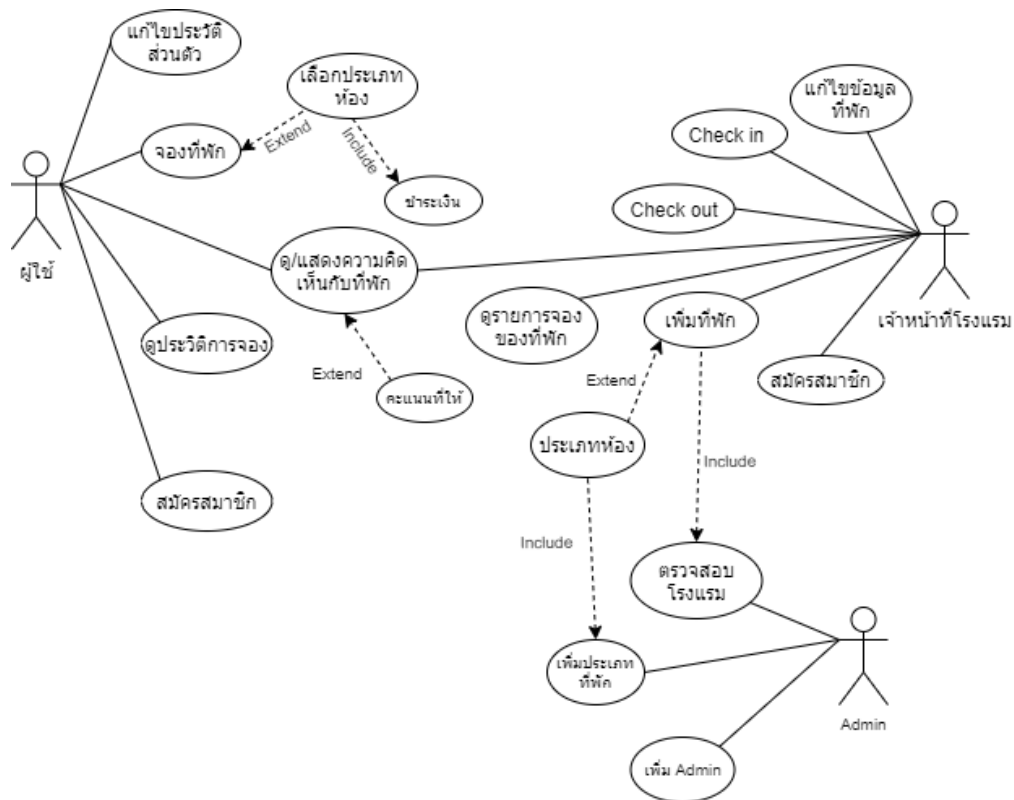 แก้ไขประวัติ
ส่วนตัว
เลือกประเภท
ห้อง
แก้ไขข้อมูล
ที่พัก
Check in
จองที่พัก
Extend
Include
ชำระเงิน
Check out
ผู้ใช้
ดู/แสดงความคิด
เห็นกับที่พัก
เจ้าหน้าที่โรงแรม
ดูรายการจอง
ของที่พัก
เพิ่มที่พัก
ดูประวัติการจอง
Extend
คะแนนที่ให้
Extend
สมัครสมาชิก
ประเภทห้อง
Include
สมัครสมาชิก
Include
ตรวจสอบ
โรงแรม
เพิ่มประเภท
ที่พัก
Admin
เพิ่ม Admin